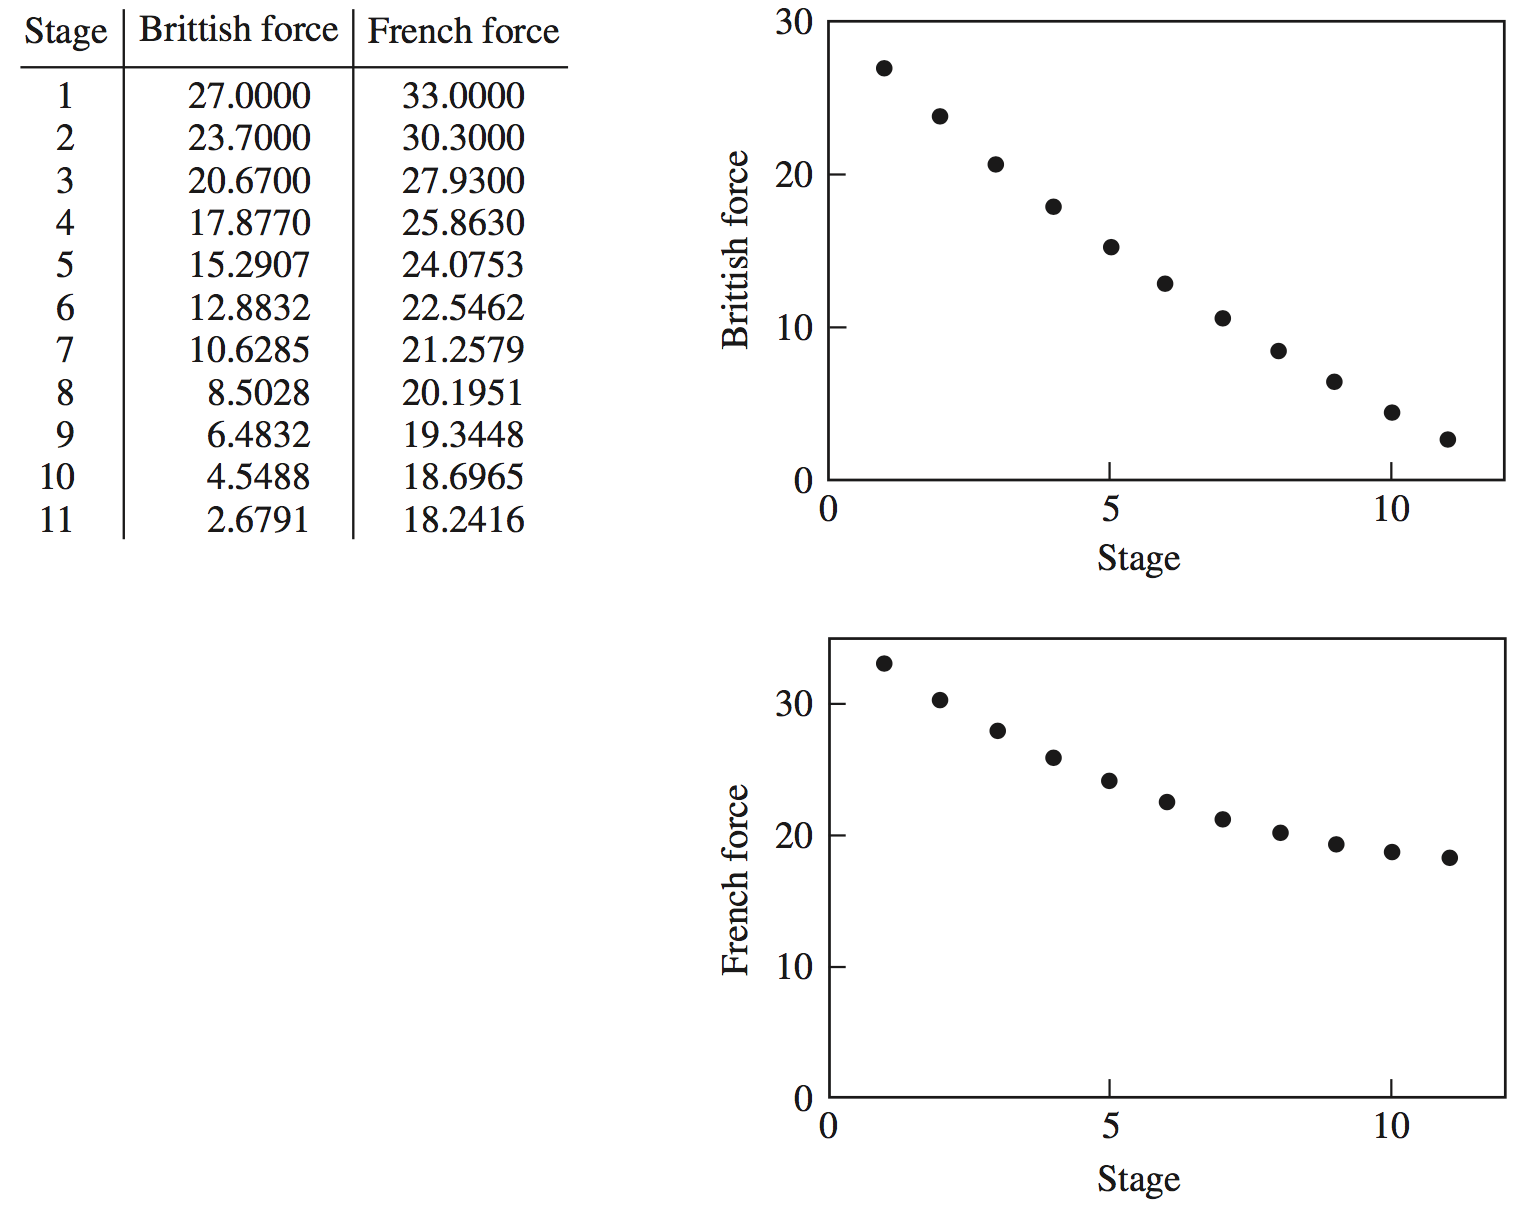 Stage Brittish force French force
1 27.0000 33.0000
2 23.7000 30.3000
3 20.6700 27.9300
4 17.8770 25.8630
5 15.2907 24.0753
6 12.8832 22.5462
7 10.6285 21.2579
8 8.5028 20.1951
9 6.4832 19.3448
10 4.5488 18.6965
11 2.6791 18.2416
30
20
10
0
Brittish force
0 5 10
Stage
30
20
10
0
French force
0 5 10
Stage